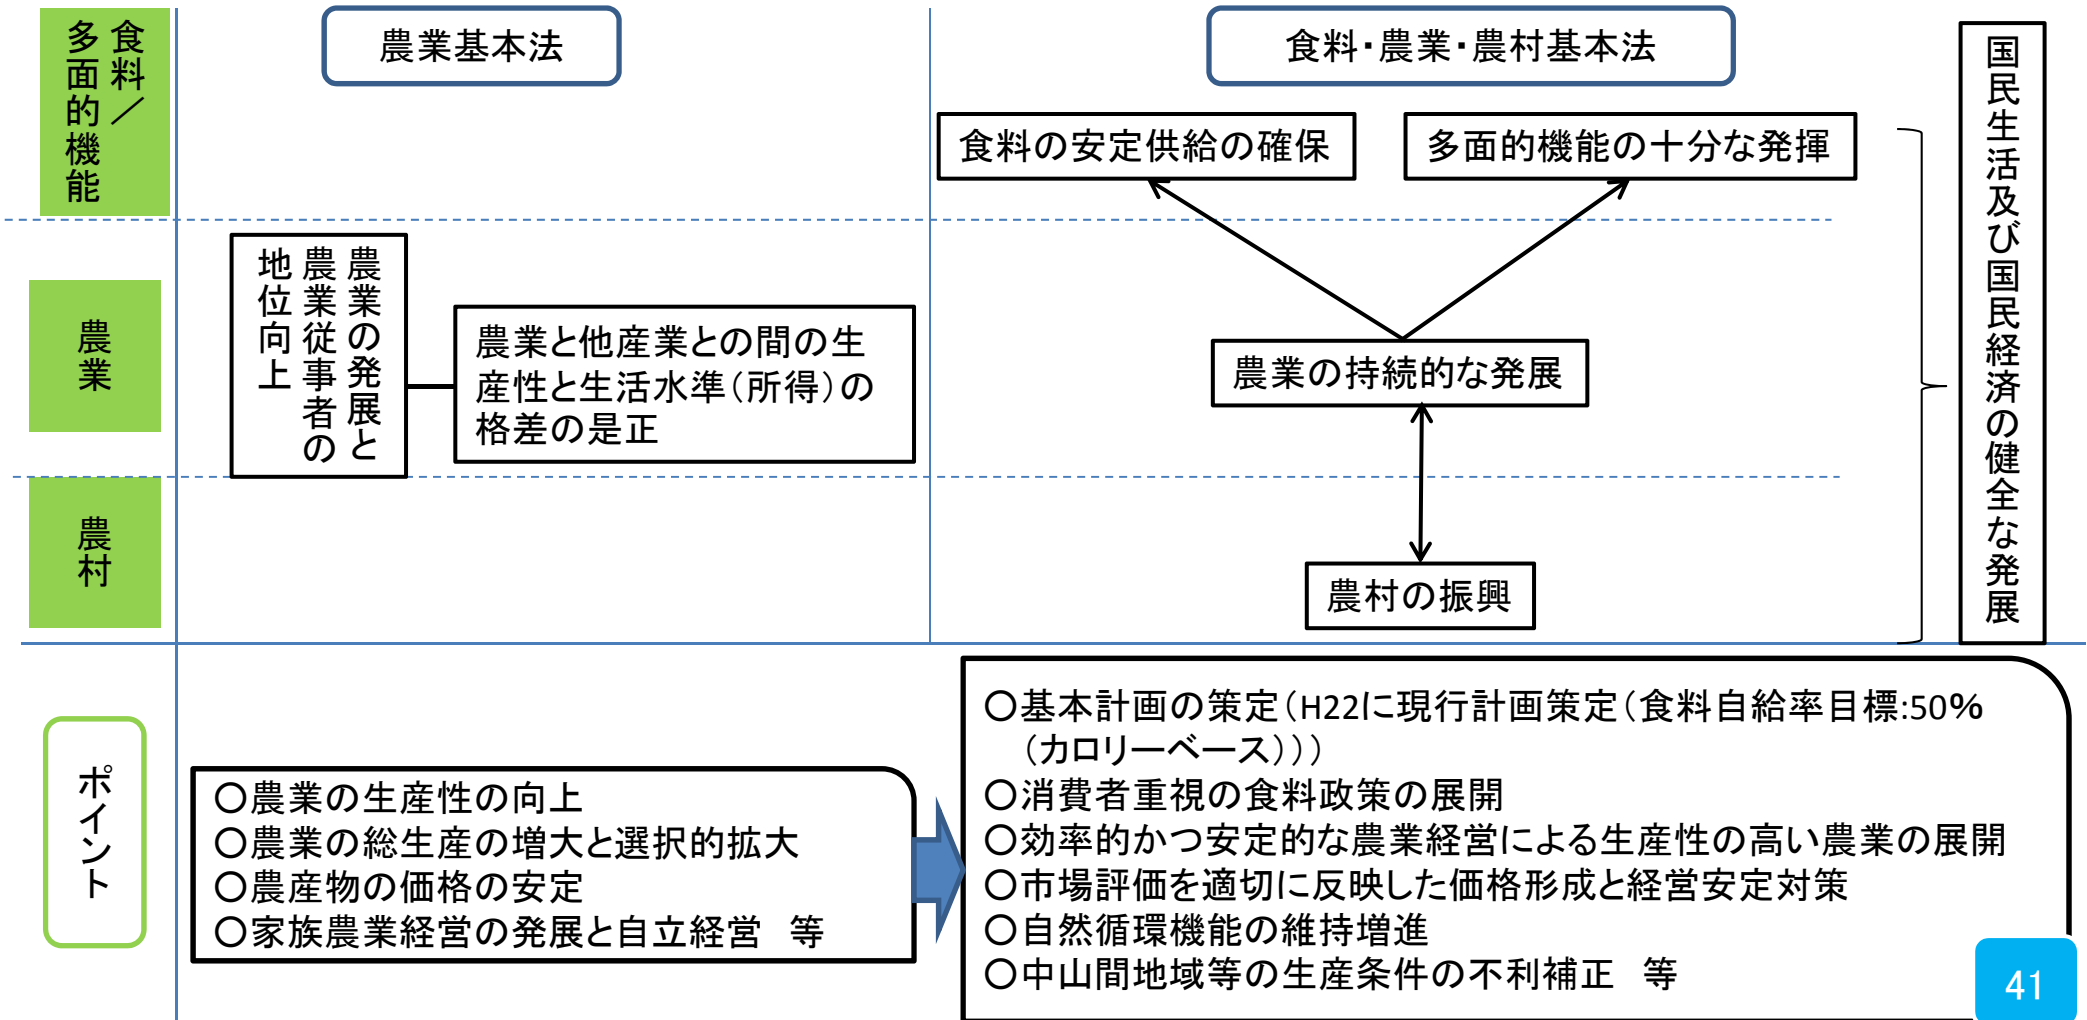 食料／
多面的機能
農業基本法
食料・農業・農村基本法
国民生活及び国民経済の健全な発展
食料の安定供給の確保
多面的機能の十分な発揮
農業
農業の発展と
農業従事者の
地位向上
農業と他産業との間の生
産性と生活水準（所得）の
格差の是正
農業の持続的な発展
農村
農村の振興
ポイント
○農業の生産性の向上
○農業の総生産の増大と選択的拡大
○農産物の価格の安定
○家族農業経営の発展と自立経営　等
○基本計画の策定（H22に現行計画策定（食料自給率目標:50%
（カロリーベース）））
○消費者重視の食料政策の展開
○効率的かつ安定的な農業経営による生産性の高い農業の展開
○市場評価を適切に反映した価格形成と経営安定対策
○自然循環機能の維持増進
○中山間地域等の生産条件の不利補正　等
41